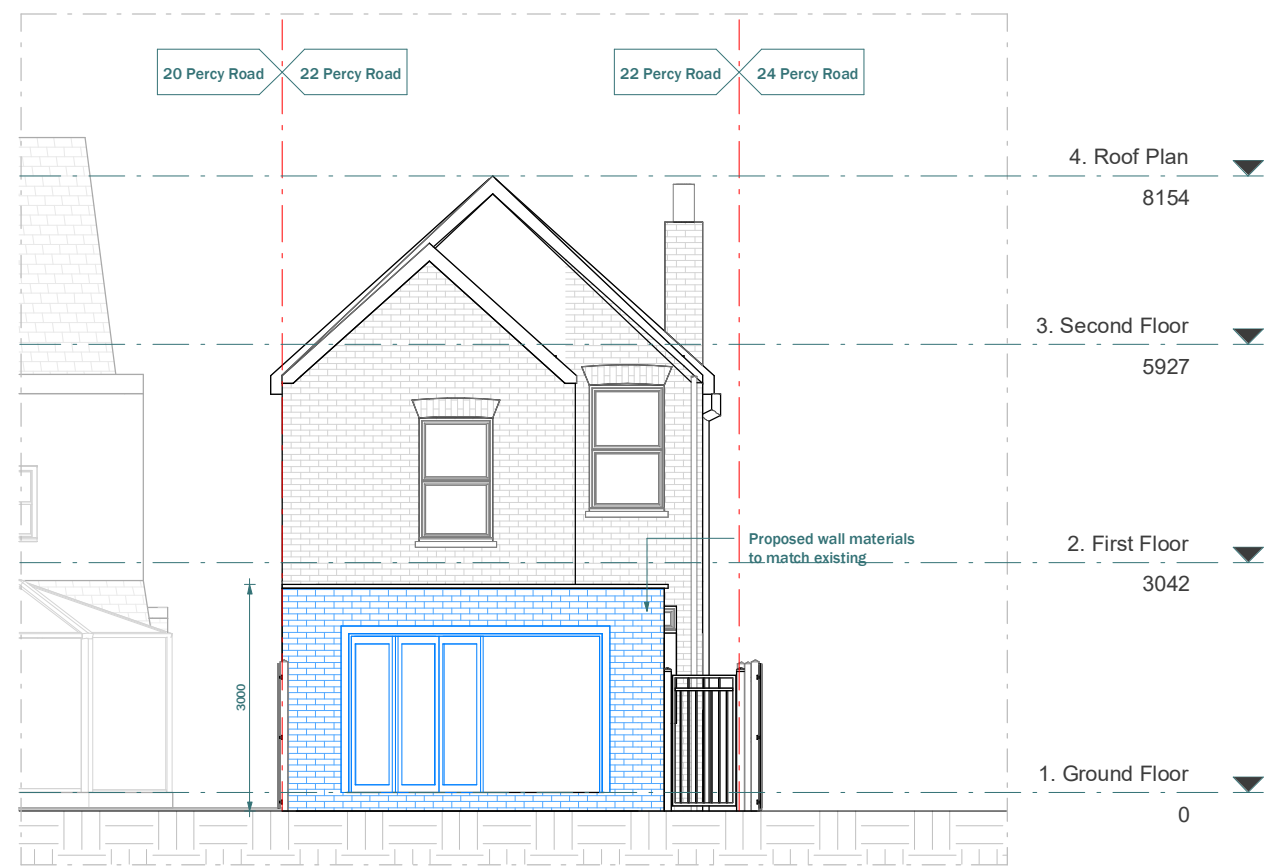 20 Percy Road
22 Percy Road
22 Percy Road
24 Percy Road
4. Roof Plan
8154
3. Second Floor
5927
Proposed wall materials
to match existing
2. First Floor
3042
3000
1. Ground Floor
0